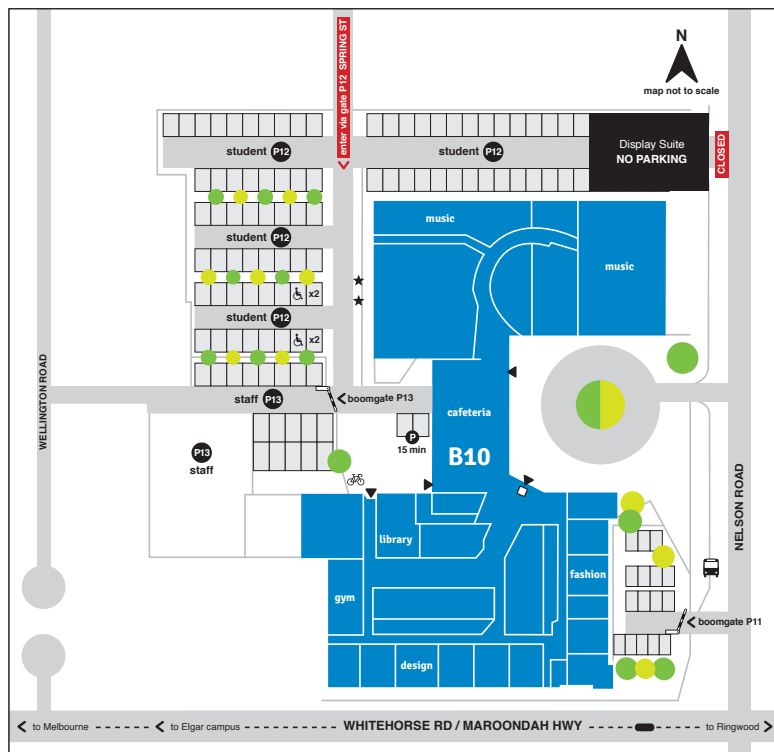 N
map not to scale
enter via gate P12 SPRING ST
student P12
student P12
Display Suite
NO PARKING
CLOSED
music
music
student P12
x2
student P12
x2
WELLINGTON ROAD
staff P13
boomgate P13
cafeteria
P
15 min
P13
staff
B10
NELSON ROAD
library
fashion
gym
boomgate P11
design
to Melbourne
to Elgar campus
WHITEHORSE RD / MAROONDAH HWY
to Ringwood